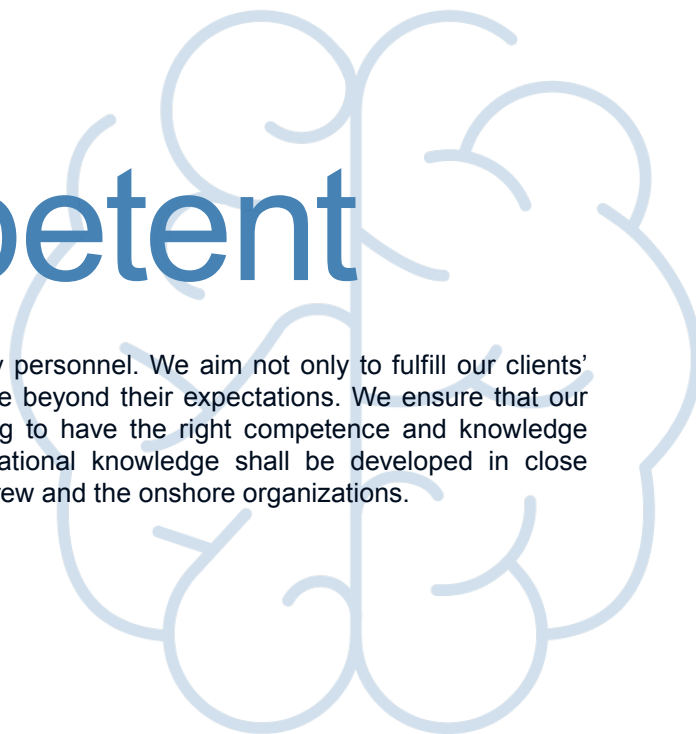 petent
personnel. We aim not only to fulfill our clients’
beyond their expectations. We ensure that our
to have the right competence and knowledge
ational knowledge shall be developed in close
rew and the onshore organizations.